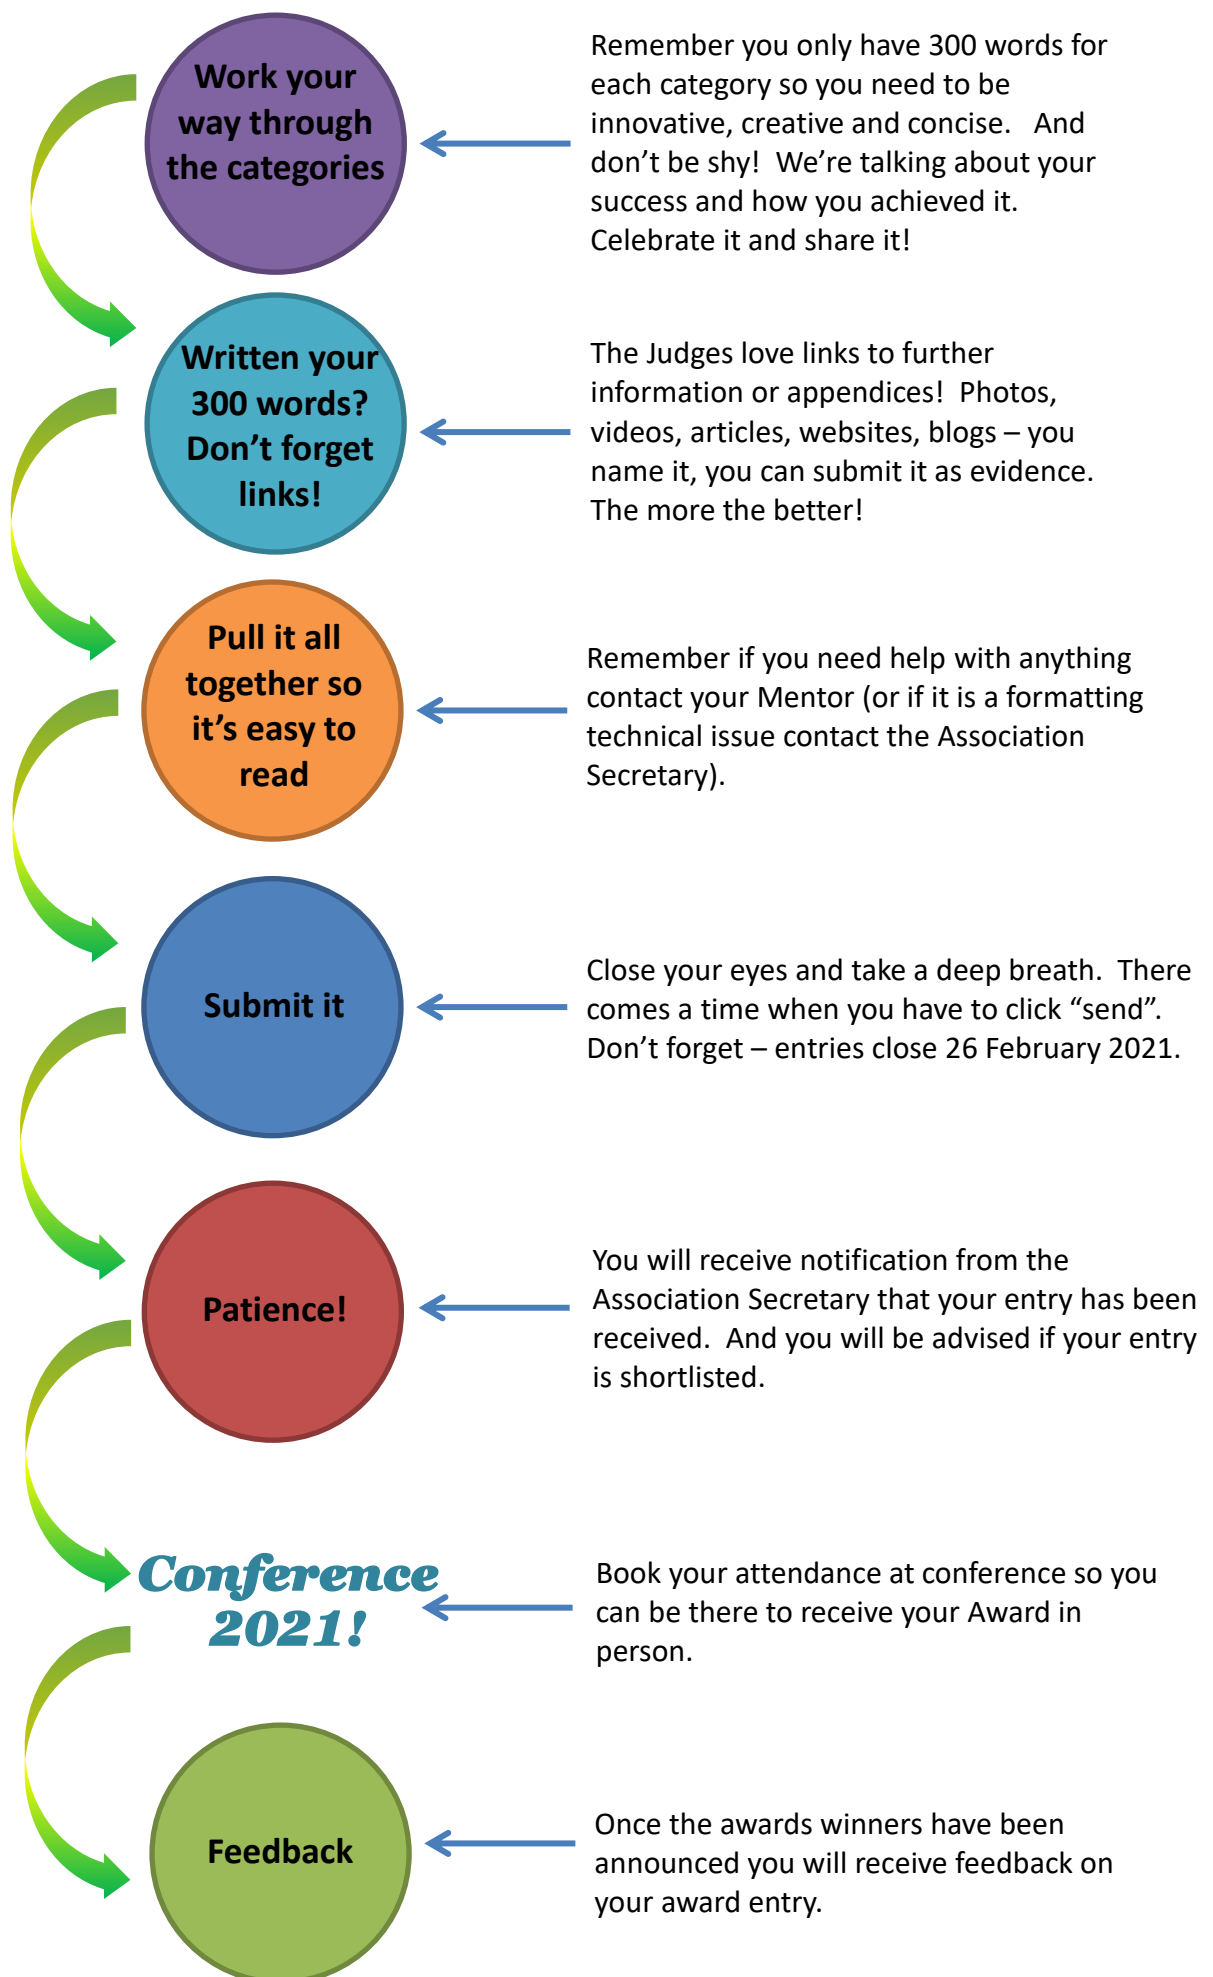 Work your
way through
the categories
Remember you only have 300 words for
each category so you need to be
innovative, creative and concise.   And
don’t be shy!  We’re talking about your
success and how you achieved it.
Celebrate it and share it!
Written your
300 words?
Don’t forget
links!
The Judges love links to further
information or appendices!  Photos,
videos, articles, websites, blogs – you
name it, you can submit it as evidence.
The more the better!
Pull it all
together so
it’s easy to
read
Remember if you need help with anything
contact your Mentor (or if it is a formatting
technical issue contact the Association
Secretary).
Submit it
Close your eyes and take a deep breath.  There
comes a time when you have to click “send”.
Don’t forget – entries close 26 February 2021.
Patience!
You will receive notification from the
Association Secretary that your entry has been
received.  And you will be advised if your entry
is shortlisted.
Conference
2021!
Book your attendance at conference so you
can be there to receive your Award in
person.
Feedback
Once the awards winners have been
announced you will receive feedback on
your award entry.